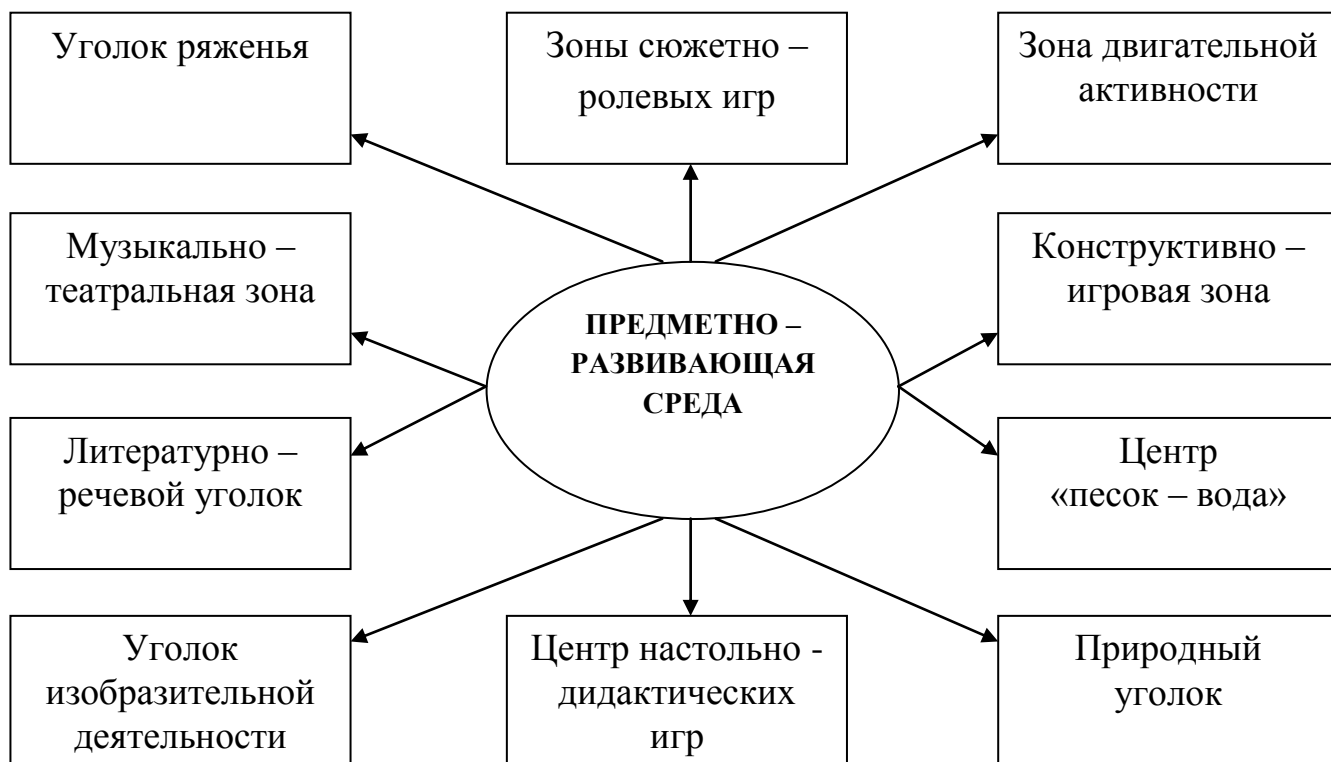 Уголок ряженья
Зоны сюжетно –
ролевых игр
Зона двигательной
активности
Музыкально –
театральная зона
Конструктивно –
игровая зона
ПРЕДМЕТНО –
РАЗВИВАЮЩАЯ
СРЕДА
Литературно –
речевой уголок
Центр
«песок – вода»
Уголок
изобразительной
деятельности
Центр настольно -
дидактических
игр
Природный
уголок